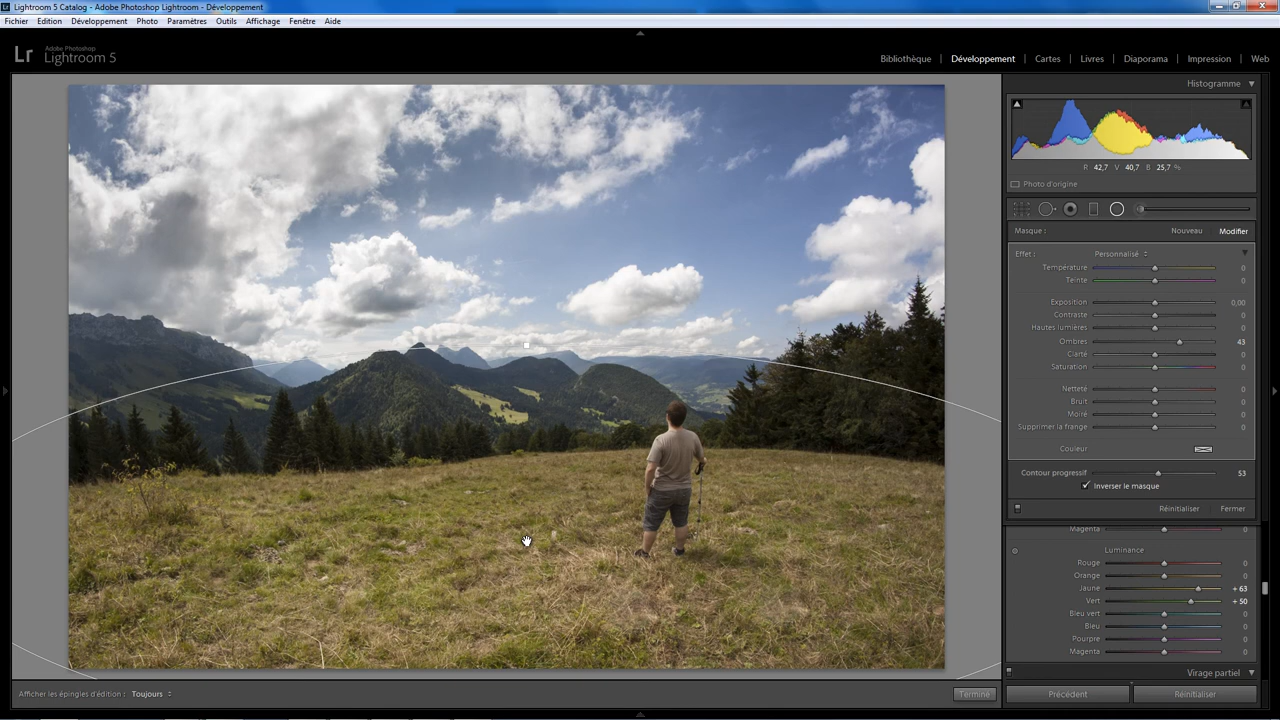 Lightroom 5 Catalog - Adobe Photoshop Lightroom - Développement
Fichier Edition Développement Photo Paramètres Outils Affichage Fenêtre Aide
Lr Adobe Photoshop Lightroom 5
Bibliothèque | Développement | Cartes | Livres | Diaporama | Impression | Web
Histogramme
R 42,7 V 40,7 B 25,7 %
Photo d'origine
Masque : Nouveau Modifier
Effet : Personnalisé
Température 0
Teinte 0
Exposition 0,00
Contraste 0
Hautes lumières 0
Ombres 43
Clarté 0
Saturation 0
Netteté 0
Bruit 0
Moiré 0
Supprimer la frange 0
Couleur
Contour progressif 53
Inverser le masque
Réinitialiser Fermer
Magenta 0
Luminance
Rouge 0
Orange 0
Jaune + 63
Vert + 50
Bleu vert 0
Bleu 0
Pourpre 0
Magenta 0
Virage partiel
Afficher les épingles d'édition : Toujours Terminé Précédent Réinitialiser